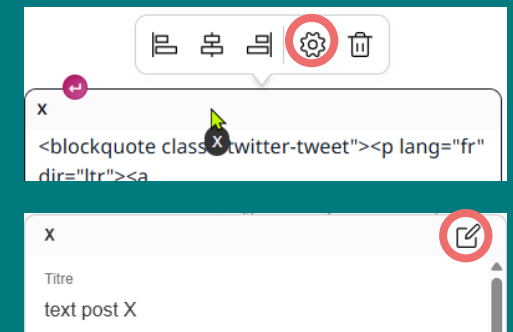 X
X
<blockquote class="twitter-tweet"><p lang="fr"
dir="ltr"><a
X
Titre
text post X